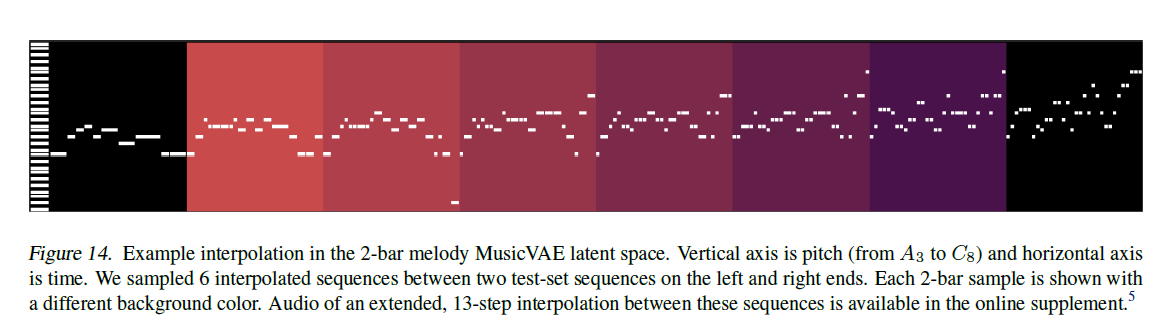 Figure 14. Example interpolation in the 2-bar melody MusicVAE latent space. Vertical axis is pitch (from A3 to C8) and horizontal axis
is time. We sampled 6 interpolated sequences between two test-set sequences on the left and right ends. Each 2-bar sample is shown with
a different background color. Audio of an extended, 13-step interpolation between these sequences is available in the online supplement.5